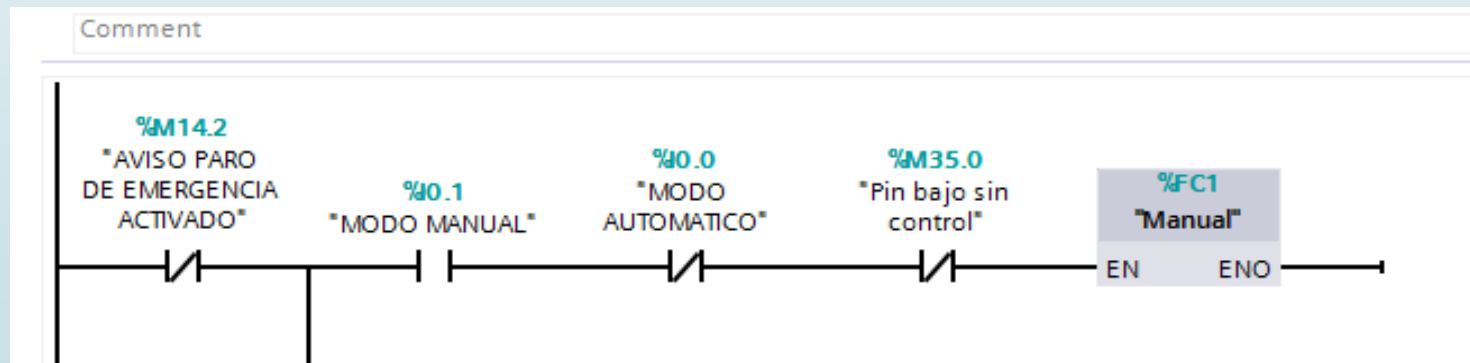 Comment
%M14.2
"AVISO PARO
DE EMERGENCIA
ACTIVADO"
%I0.1
"MODO MANUAL"
%I0.0
"MODO
AUTOMATICO"
%M35.0
"Pin bajo sin
control"
%FC1
"Manual"
EN ENO